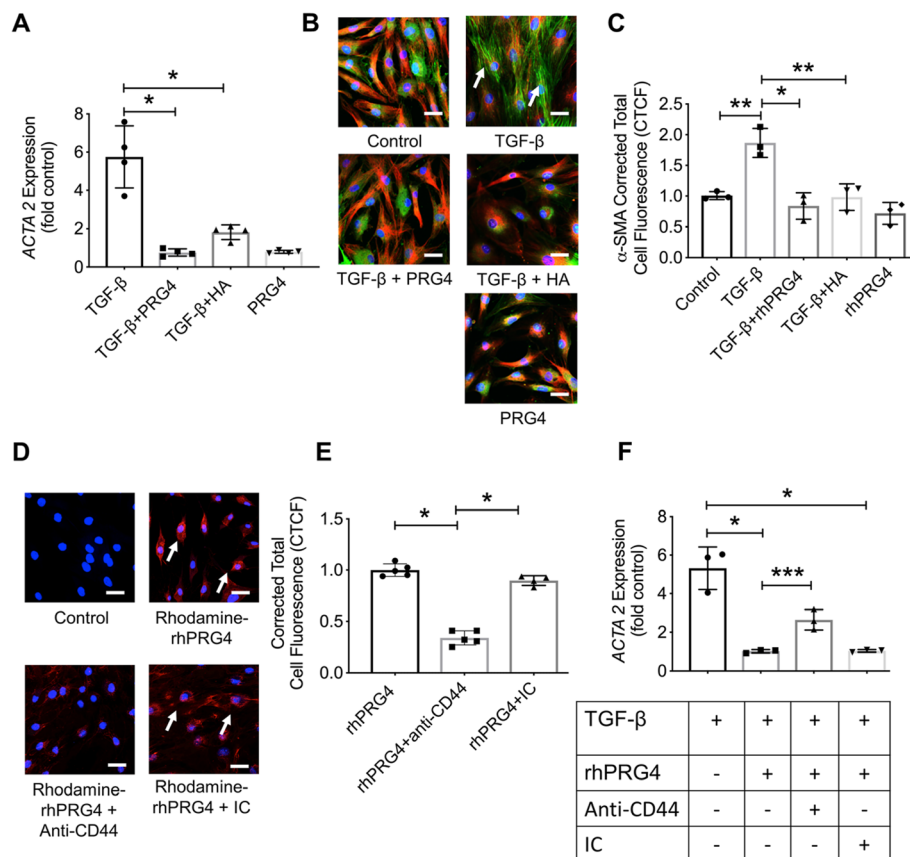 A
ACTA 2 Expression
(fold control)
8
6
4
2
0
*
*
TGF-β
TGF-β+PRG4
TGF-β+HA
PRG4
B
Control
TGF-β
TGF-β + PRG4
TGF-β + HA
PRG4
C
α-SMA Corrected Total
Cell Fluorescence (CTCF)
2.5
2.0
1.5
1.0
0.5
0.0
**
**
*
Control
TGF-β
TGF-β+rhPRG4
TGF-β+HA
rhPRG4
D
Control
Rhodamine-
rhPRG4
Rhodamine-
rhPRG4 +
Anti-CD44
Rhodamine-
rhPRG4 + IC
E
Corrected Total
Cell Fluorescence (CTCF)
1.5
1.0
0.5
0.0
*
*
rhPRG4
rhPRG4+anti-CD44
rhPRG4+IC
F
ACTA 2 Expression
(fold control)
8
6
4
2
0
*
*
***
TGF-β + + + +
rhPRG4 - + + +
Anti-CD44 - - + -
IC - - - +